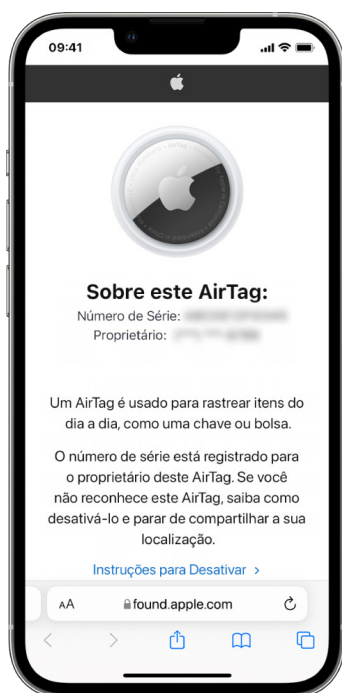 09:41
Sobre este AirTag:
Número de Série:
Proprietário:
Um AirTag é usado para rastrear itens do
dia a dia, como uma chave ou bolsa.
O número de série está registrado para
o proprietário deste AirTag. Se você
não reconhece este AirTag, saiba como
desativá-lo e parar de compartilhar a sua
localização.
Instruções para Desativar >
AA
found.apple.com